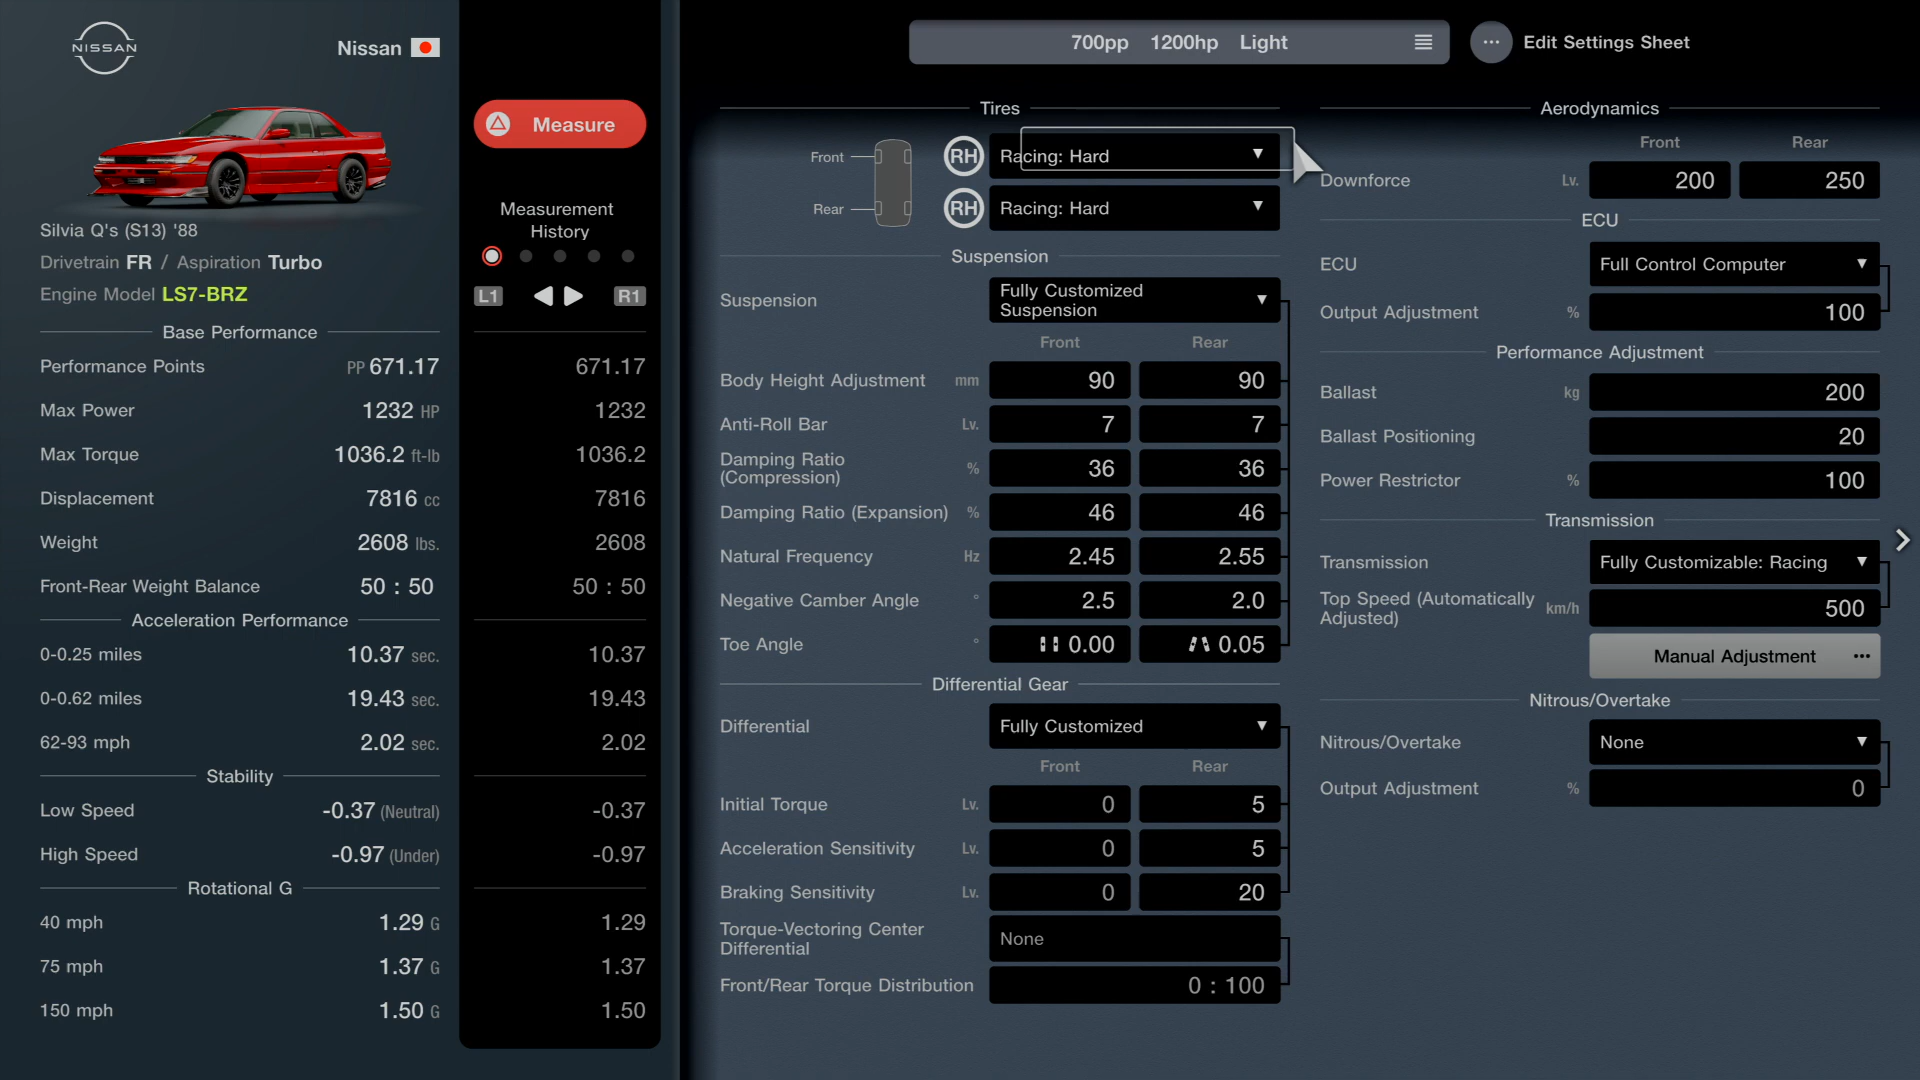 NISSAN
Nissan
Silvia Q's (S13) '88
Drivetrain FR / Aspiration Turbo
Engine Model LS7-BRZ
Base Performance
Performance Points PP 671.17
Max Power 1232 HP
Max Torque 1036.2 ft-lb
Displacement 7816 cc
Weight 2608 lbs.
Front-Rear Weight Balance 50 : 50
Acceleration Performance
0-0.25 miles 10.37 sec.
0-0.62 miles 19.43 sec.
62-93 mph 2.02 sec.
Stability
Low Speed -0.37 (Neutral)
High Speed -0.97 (Under)
Rotational G
40 mph 1.29 G
75 mph 1.37 G
150 mph 1.50 G
Measure
Measurement
History
L1 R1
671.17
1232
1036.2
7816
2608
50 : 50
10.37
19.43
2.02
-0.37
-0.97
1.29
1.37
1.50
700pp 1200hp Light
Edit Settings Sheet
Tires
Front RH Racing: Hard
Rear RH Racing: Hard
Suspension
Suspension Fully Customized
Suspension
Front Rear
Body Height Adjustment mm 90 90
Anti-Roll Bar Lv. 7 7
Damping Ratio
(Compression) % 36 36
Damping Ratio (Expansion) % 46 46
Natural Frequency Hz 2.45 2.55
Negative Camber Angle ° 2.5 2.0
Toe Angle ° 0.00 0.05
Differential Gear
Differential Fully Customized
Front Rear
Initial Torque Lv. 0 5
Acceleration Sensitivity Lv. 0 5
Braking Sensitivity Lv. 0 20
Torque-Vectoring Center
Differential None
Front/Rear Torque Distribution 0 : 100
Aerodynamics
Front Rear
Downforce Lv. 200 250
ECU
ECU Full Control Computer
Output Adjustment % 100
Performance Adjustment
Ballast kg 200
Ballast Positioning 20
Power Restrictor % 100
Transmission
Transmission Fully Customizable: Racing
Top Speed (Automatically
Adjusted) km/h 500
Manual Adjustment
Nitrous/Overtake
Nitrous/Overtake None
Output Adjustment % 0